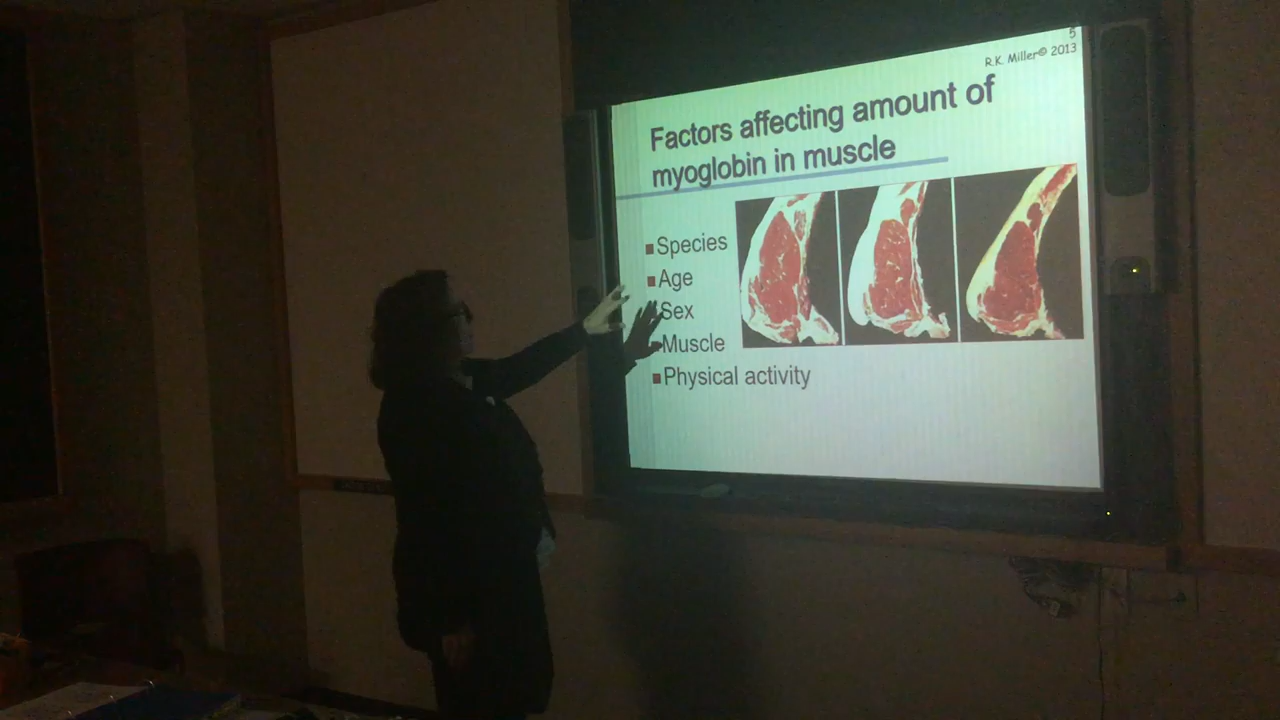 5
R.K. Miller© 2013
Factors affecting amount of
myoglobin in muscle
Species
Age
Sex
Muscle
Physical activity